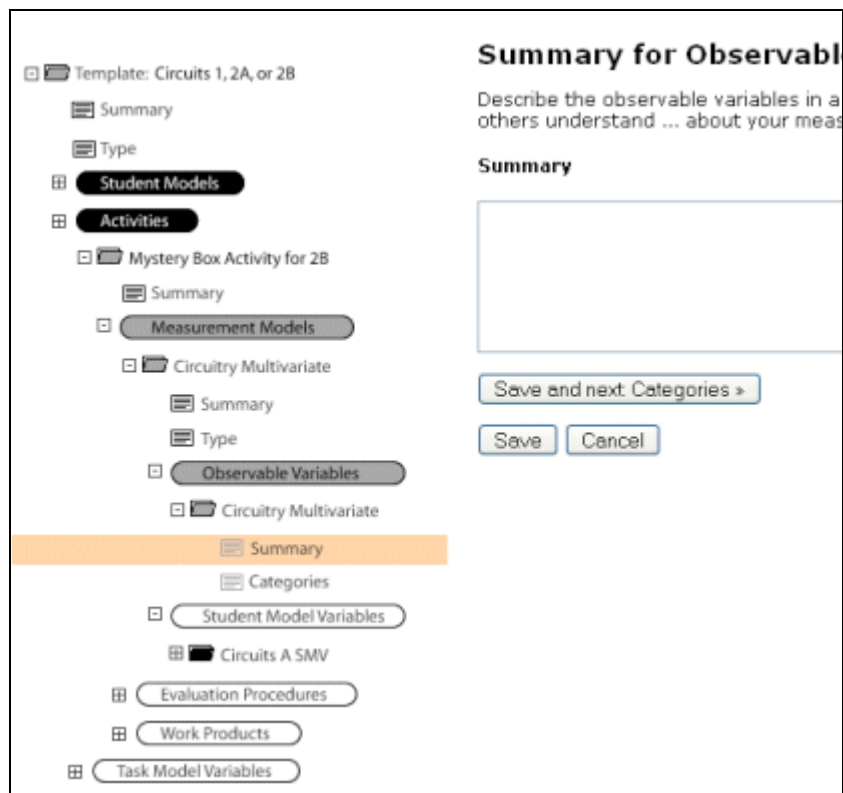 Template: Circuits 1, 2A, or 2B
Summary
Type
Student Models
Activities
Mystery Box Activity for 2B
Summary
Measurement Models
Circuitry Multivariate
Summary
Type
Observable Variables
Circuitry Multivariate
Summary
Categories
Student Model Variables
Circuits A SMV
Evaluation Procedures
Work Products
Task Model Variables
Summary for Observabl
Describe the observable variables in a
others understand ... about your meas
Summary
Save and next: Categories »
Save Cancel